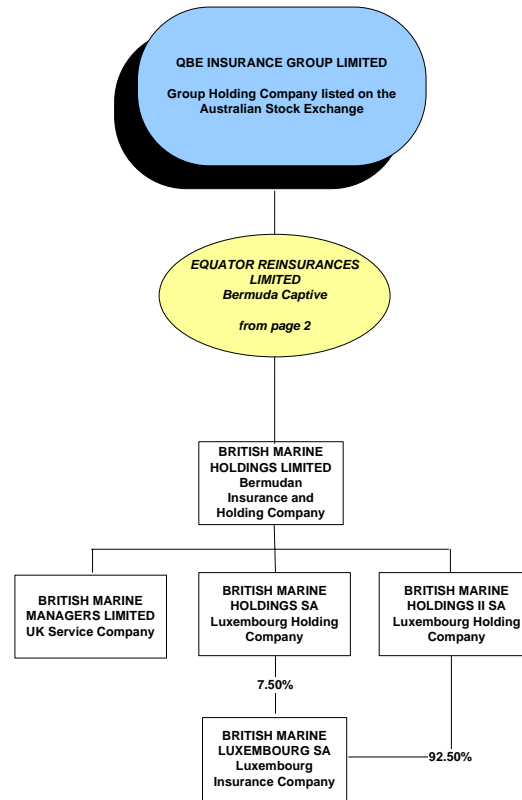 QBE INSURANCE GROUP LIMITED
Group Holding Company listed on the
Australian Stock Exchange
EQUATOR REINSURANCES
LIMITED
Bermuda Captive
from page 2
BRITISH MARINE
HOLDINGS LIMITED
Bermudan
Insurance and
Holding Company
BRITISH MARINE
MANAGERS LIMITED
UK Service Company
BRITISH MARINE
HOLDINGS SA
Luxembourg Holding
Company
BRITISH MARINE
HOLDINGS II SA
Luxembourg Holding
Company
7.50%
BRITISH MARINE
LUXEMBOURG SA
Luxembourg
Insurance Company
92.50%